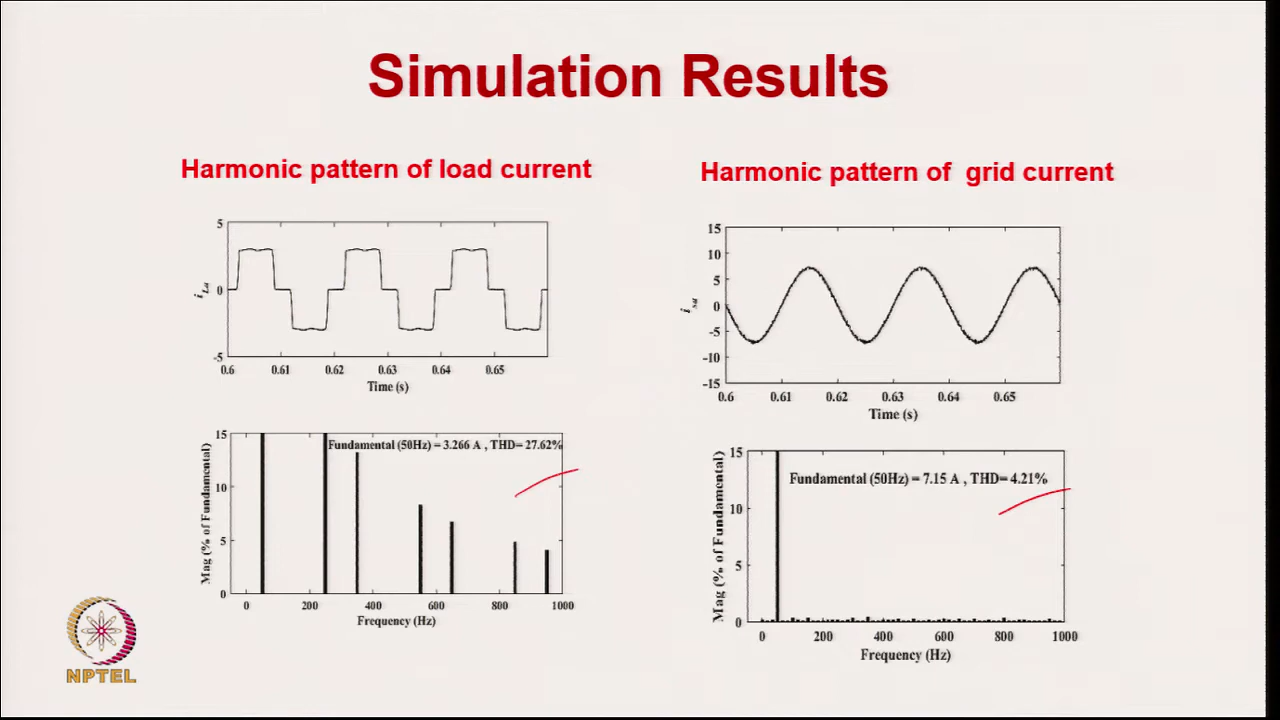 Simulation Results
Harmonic pattern of load current
Harmonic pattern of grid current
5
0
-5
i_La
0.6 0.61 0.62 0.63 0.64 0.65
Time (s)
15
10
5
0
-5
-10
-15
i_sa
0.6 0.61 0.62 0.63 0.64 0.65
Time (s)
Fundamental (50Hz) = 3.266 A , THD= 27.62%
15
10
5
0
Mag (% of Fundamental)
0 200 400 600 800 1000
Frequency (Hz)
Fundamental (50Hz) = 7.15 A , THD= 4.21%
15
10
5
0
Mag (% of Fundamental)
0 200 400 600 800 1000
Frequency (Hz)
NPTEL